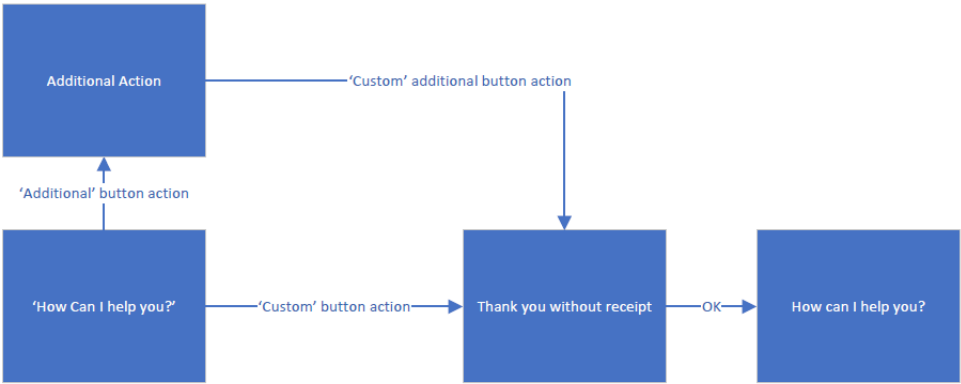 Additional Action
‘Custom’ additional button action
‘Additional’ button action
‘How Can I help you?’
‘Custom’ button action
Thank you without receipt
OK
How can I help you?